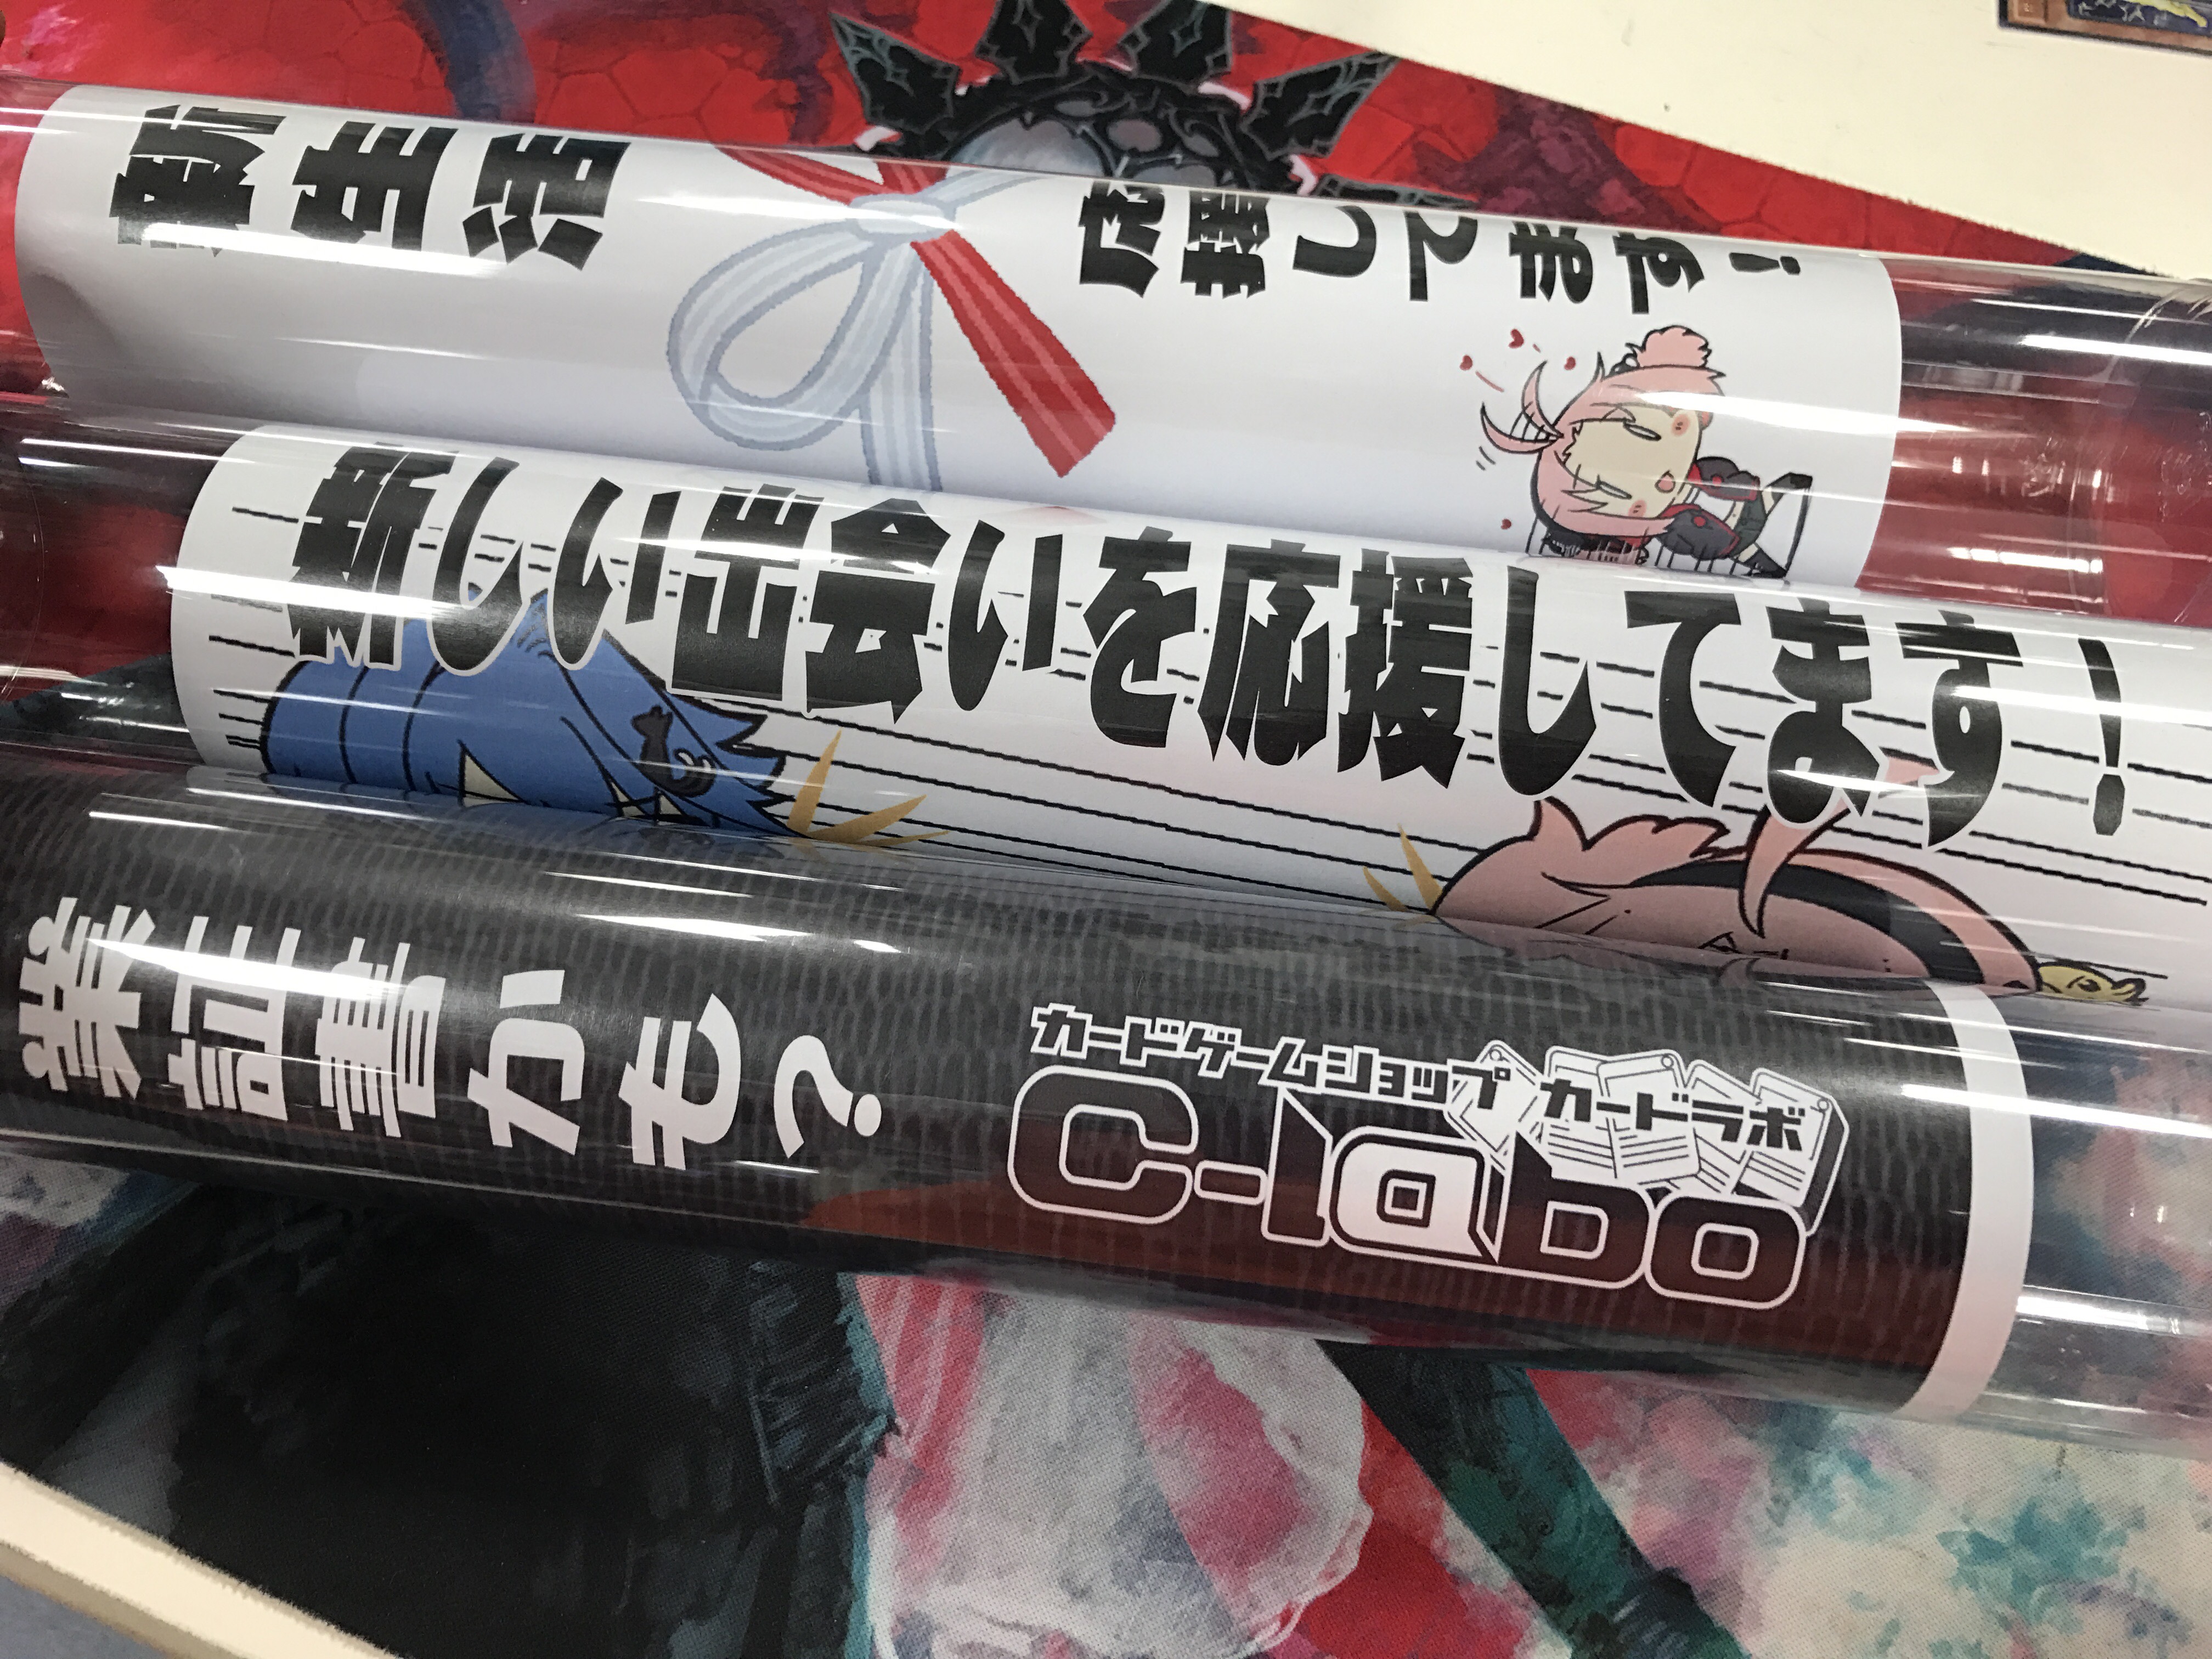 新生活
応援してます!
新しい出会いを応援してます!
業証書かも?
カードゲームショップ カードラボ
C-labo